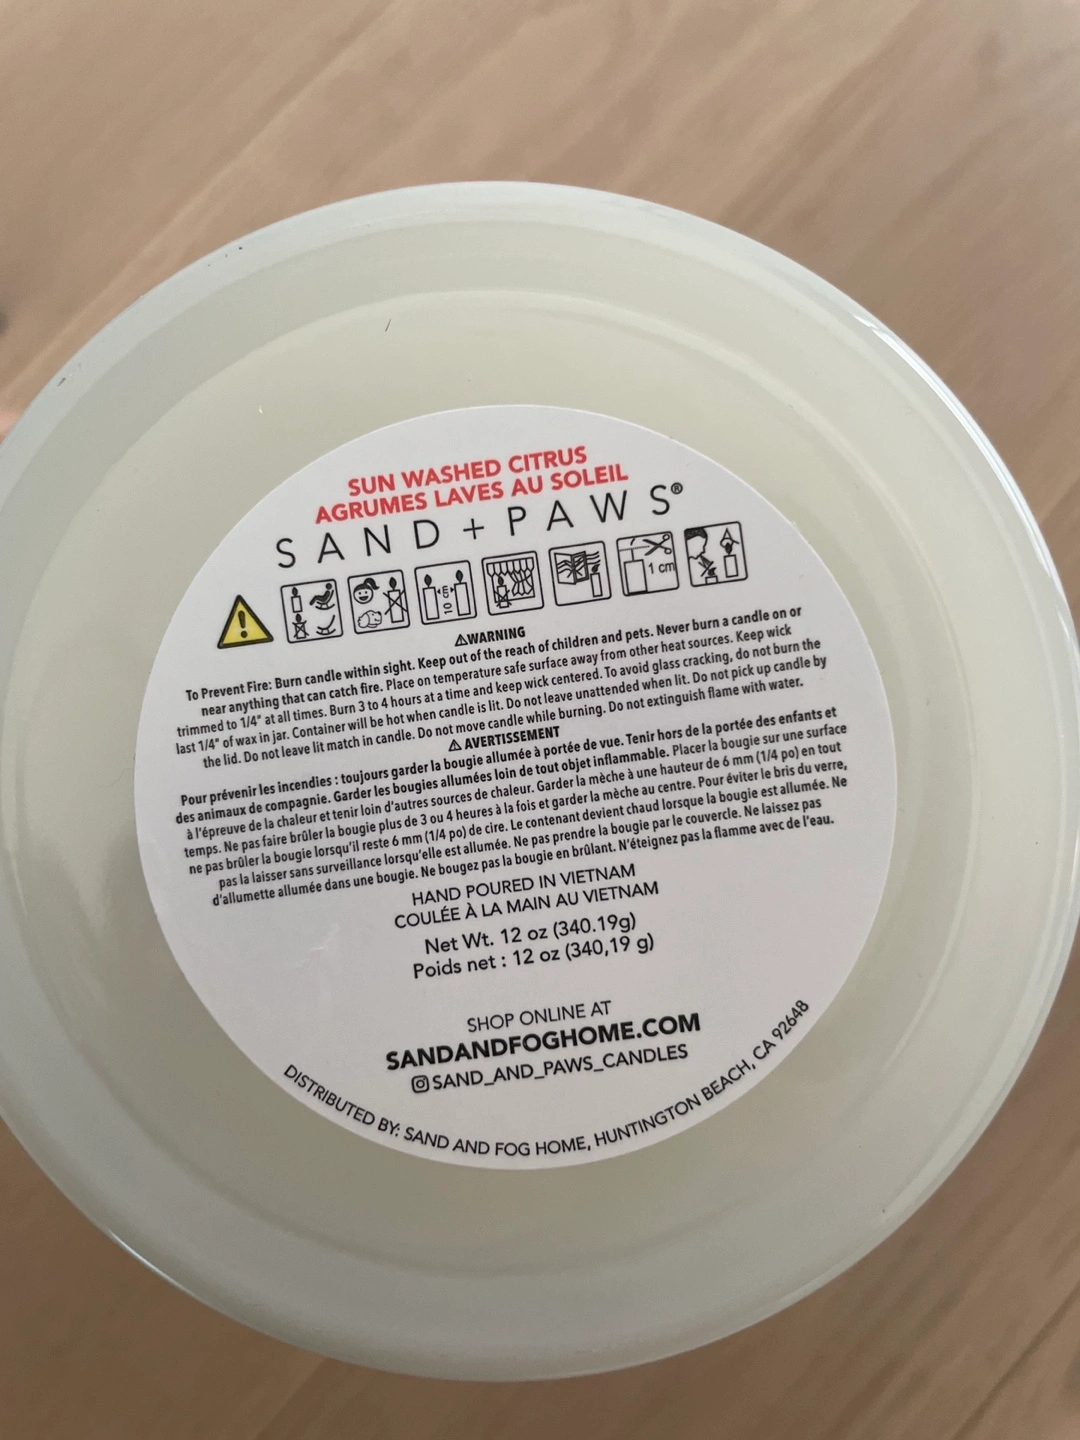 SUN WASHED CITRUS
AGRUMES LAVES AU SOLEIL
SAND + PAWS®
1 cm
⚠WARNING
To Prevent Fire: Burn candle within sight. Keep out of the reach of children and pets. Never burn a candle on or
near anything that can catch fire. Place on temperature safe surface away from other heat sources. Keep wick
trimmed to 1/4" at all times. Burn 3 to 4 hours at a time and keep wick centered. To avoid glass cracking, do not burn the
last 1/4" of wax in jar. Container will be hot when candle is lit. Do not leave unattended when lit. Do not pick up candle by
the lid. Do not leave lit match in candle. Do not move candle while burning. Do not extinguish flame with water.
⚠ AVERTISSEMENT
Pour prévenir les incendies : toujours garder la bougie allumée à portée de vue. Tenir hors de la portée des enfants et
des animaux de compagnie. Garder les bougies allumées loin de tout objet inflammable. Placer la bougie sur une surface
à l'épreuve de la chaleur et tenir loin d'autres sources de chaleur. Garder la mèche à une hauteur de 6 mm (1/4 po) en tout
temps. Ne pas faire brûler la bougie plus de 3 ou 4 heures à la fois et garder la mèche au centre. Pour éviter le bris du verre,
ne pas brûler la bougie lorsqu'il reste 6 mm (1/4 po) de cire. Le contenant devient chaud lorsque la bougie est allumée. Ne
pas la laisser sans surveillance lorsqu'elle est allumée. Ne pas prendre la bougie par le couvercle. Ne laissez pas
d'allumette allumée dans une bougie. Ne bougez pas la bougie en brûlant. N'éteignez pas la flamme avec de l'eau.
HAND POURED IN VIETNAM
COULÉE À LA MAIN AU VIETNAM
Net Wt. 12 oz (340.19g)
Poids net : 12 oz (340,19 g)
SHOP ONLINE AT
SANDANDFOGHOME.COM
SAND_AND_PAWS_CANDLES
DISTRIBUTED BY: SAND AND FOG HOME, HUNTINGTON BEACH, CA 92648